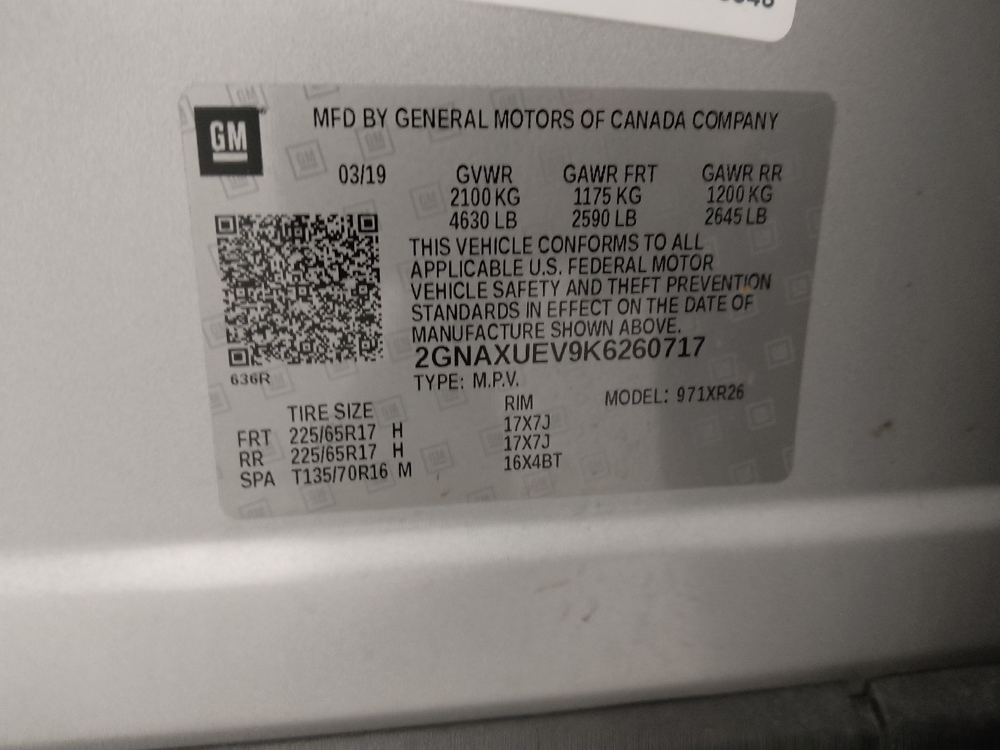 GM
MFD BY GENERAL MOTORS OF CANADA COMPANY
03/19 GVWR GAWR FRT GAWR RR
2100 KG 1175 KG 1200 KG
4630 LB 2590 LB 2645 LB
THIS VEHICLE CONFORMS TO ALL
APPLICABLE U.S. FEDERAL MOTOR
VEHICLE SAFETY AND THEFT PREVENTION
STANDARDS IN EFFECT ON THE DATE OF
MANUFACTURE SHOWN ABOVE.
2GNAXUEV9K6260717
636R
TYPE: M.P.V.
MODEL: 971XR26
TIRE SIZE RIM
FRT 225/65R17 H 17X7J
RR 225/65R17 H 17X7J
SPA T135/70R16 M 16X4BT